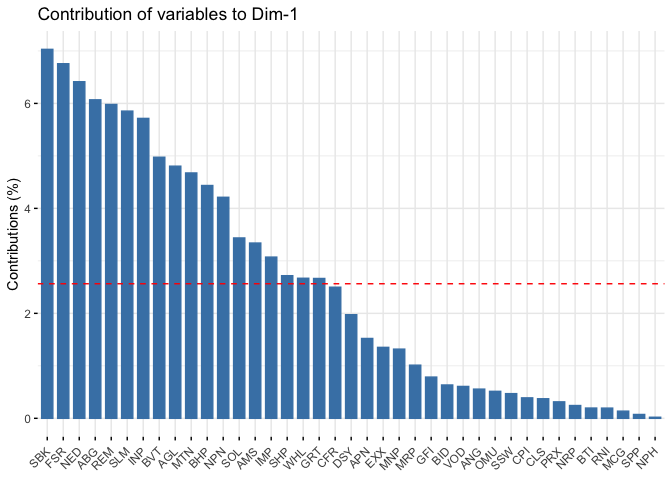 Contribution of variables to Dim-1
Contributions (%)
6
4
2
0
SBK FSR NED ABG REM SLM INP BVT AGL MTN BHP NPN SOL AMS IMP SHP WHL GRT CFR DSY APN EXX MNP MRP GFI BID VOD ANG OMU SSW CPI CLS PRX NRP BTI RNI MCG SPP NPH